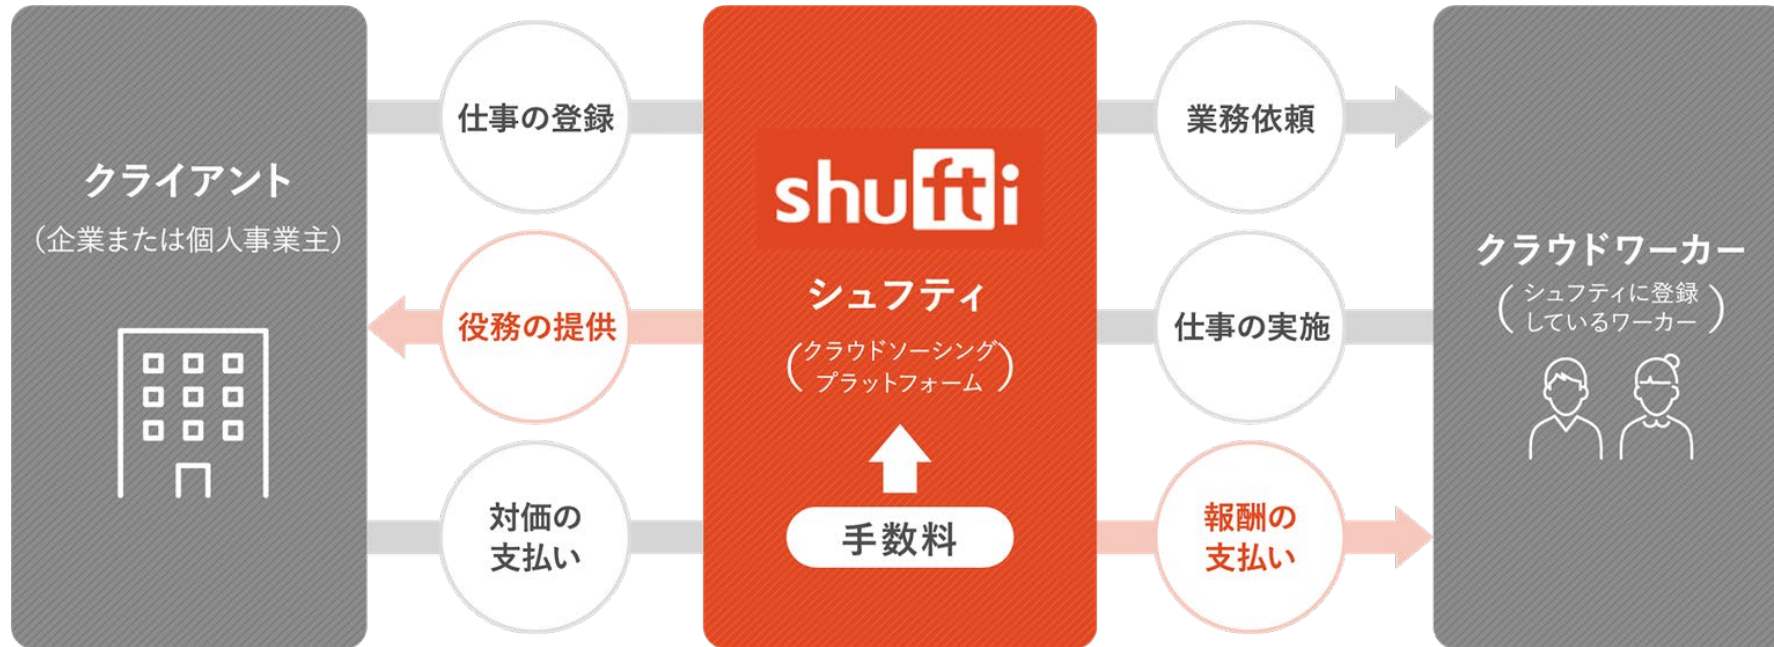 クライアント
（企業または個人事業主）
仕事の登録
役務の提供
対価の
支払い
shufti
シュフティ
（クラウドソーシング
プラットフォーム）
手数料
業務依頼
仕事の実施
報酬の
支払い
クラウドワーカー
（シュフティに登録
しているワーカー）